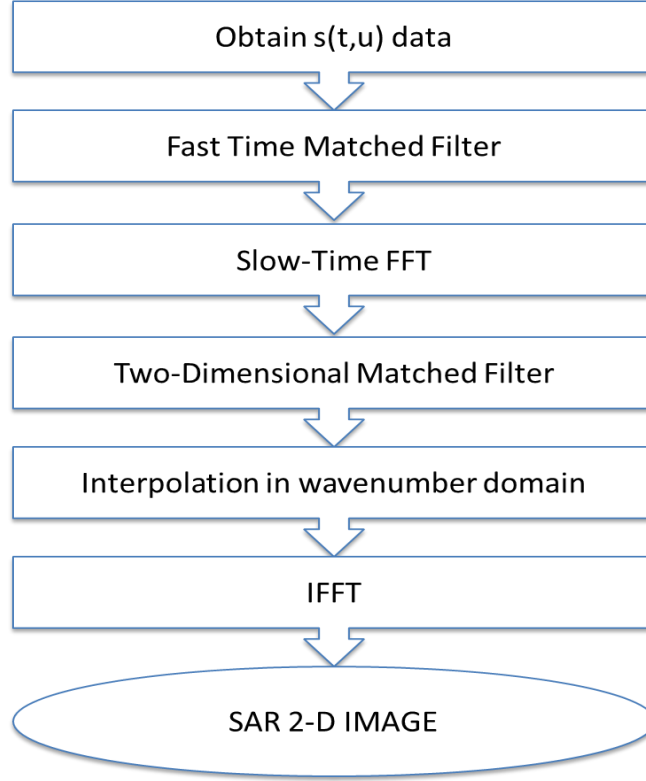 Obtain s(t,u) data
Fast Time Matched Filter
Slow-Time FFT
Two-Dimensional Matched Filter
Interpolation in wavenumber domain
IFFT
SAR 2-D IMAGE